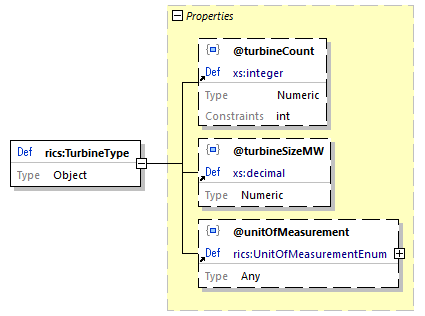 Properties
@turbineCount
Def xs:integer
Type Numeric
Constraints int
Def rics:TurbineType
Type Object
@turbineSizeMW
Def xs:decimal
Type Numeric
@unitOfMeasurement
Def rics:UnitOfMeasurementEnum
Type Any